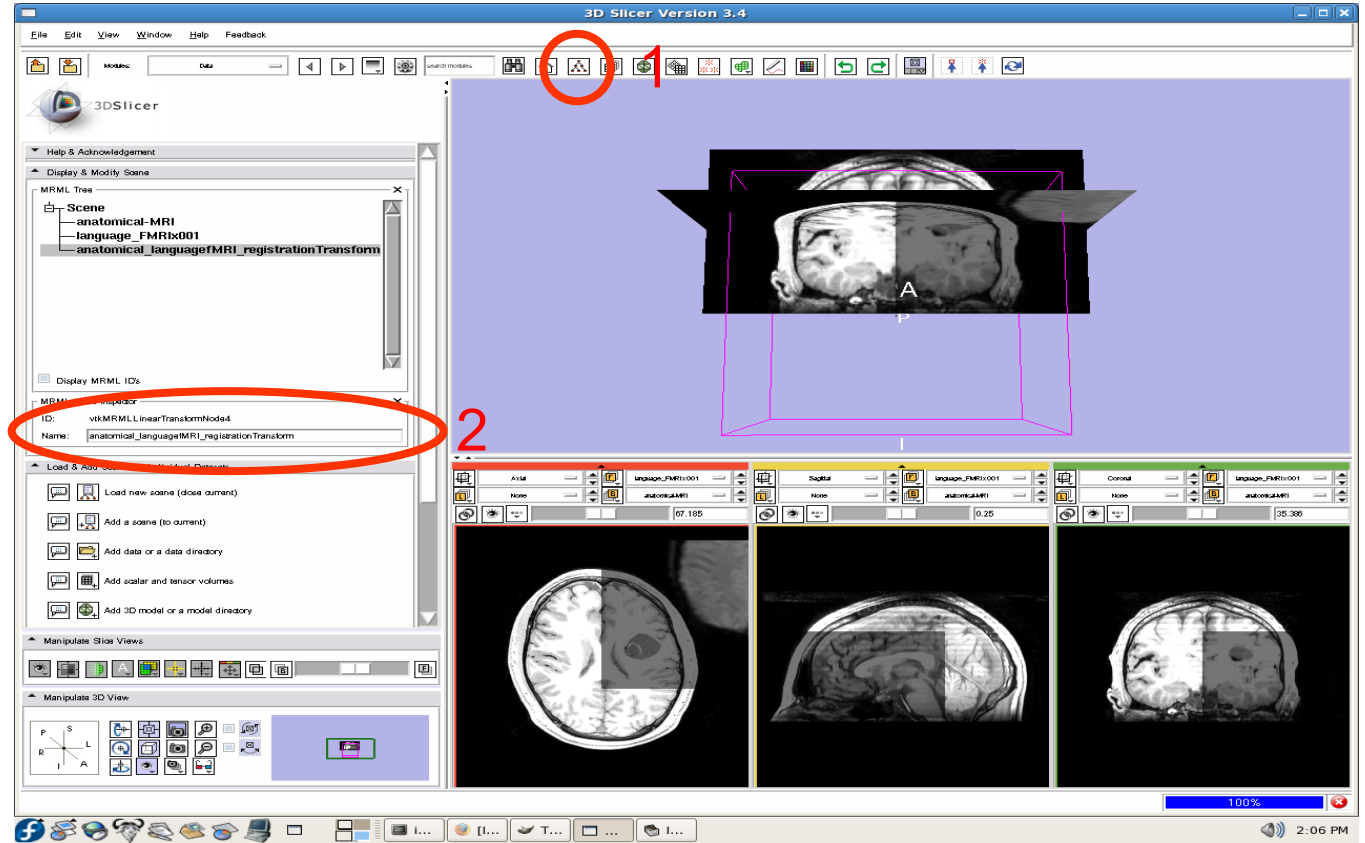 3D Slicer Version 3.4
File Edit View Window Help Feedback
Modules: Data search modules.
1
3DSlicer
Help & Acknowledgement
Display & Modify Scene
MRML Tree
Scene
anatomical-MRI
language_FMRIx001
anatomical_languagefMRI_registrationTransform
Display MRML ID's
ID: vtkMRMLLinearTransformNode4
Name: anatomical_languagefMRI_registrationTransform
2
Load & Add
Load new scene (close current)
Add a scene (to current)
Add data or a data directory
Add scalar and tensor volumes
Add 3D model or a model directory
Manipulate Slice Views
B F
Manipulate 3D View
P S L R I A
A
P
I
Axial F language_FMRIx001
L None B anatomical-MRI
67.185
Sagittal F language_FMRIx001
L None B anatomical-MRI
0.25
Coronal F language_FMRIx001
L None B anatomical-MRI
35.386
100%
i... [I... T... ... I...
2:06 PM